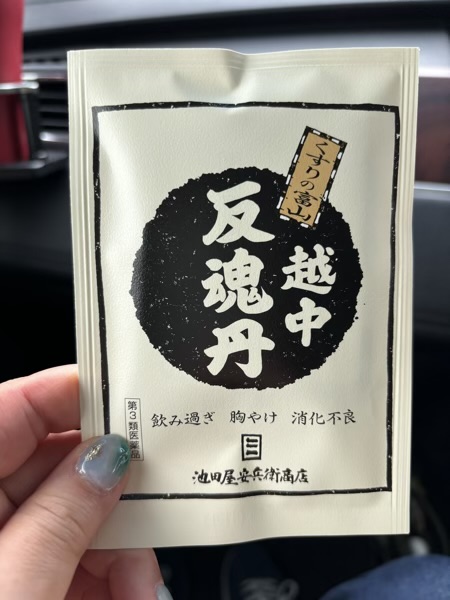 くすりの富山
越中
反魂丹
第3類医薬品
飲み過ぎ 胸やけ 消化不良
池田屋安兵衛商店